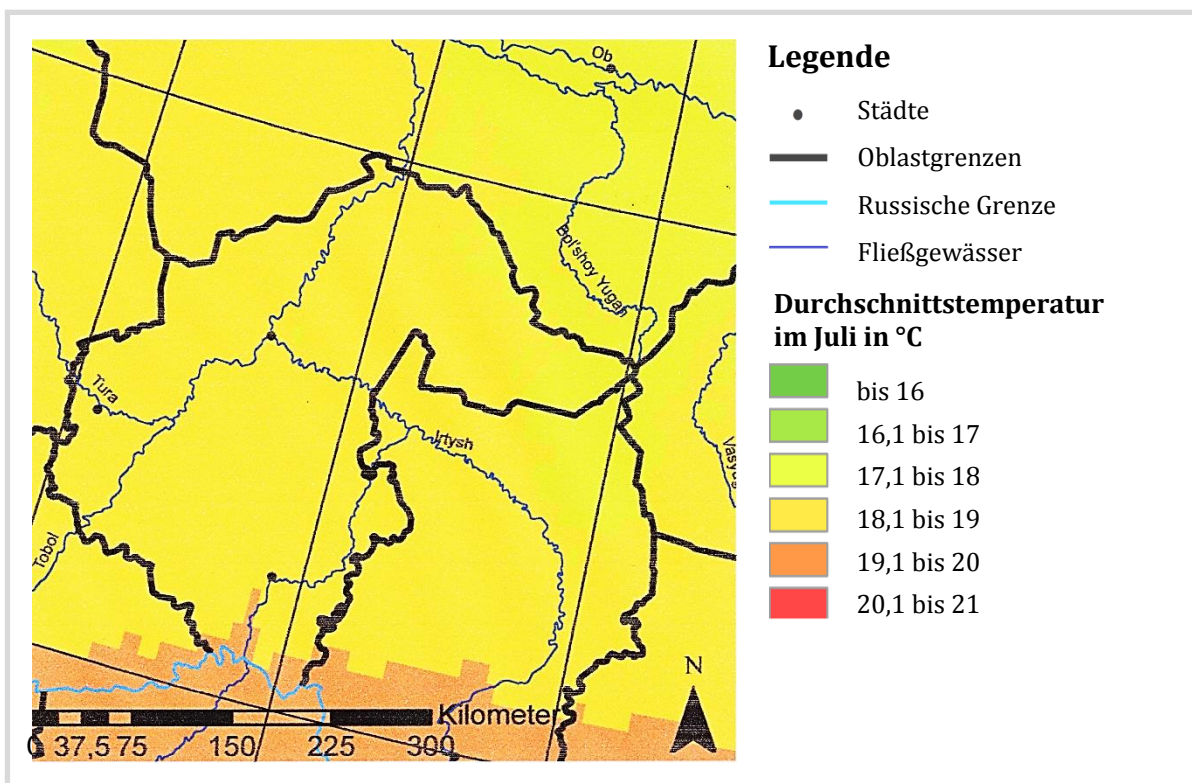 Legende
Städte
Oblastgrenzen
Russische Grenze
Fließgewässer
Durchschnittstemperatur
im Juli in °C
bis 16
16,1 bis 17
17,1 bis 18
18,1 bis 19
19,1 bis 20
20,1 bis 21
Ob
Bol'shoy Yugan
Tura
Irtysh
Tobol
N
Kilometer
0 37,5 75 150 225 300